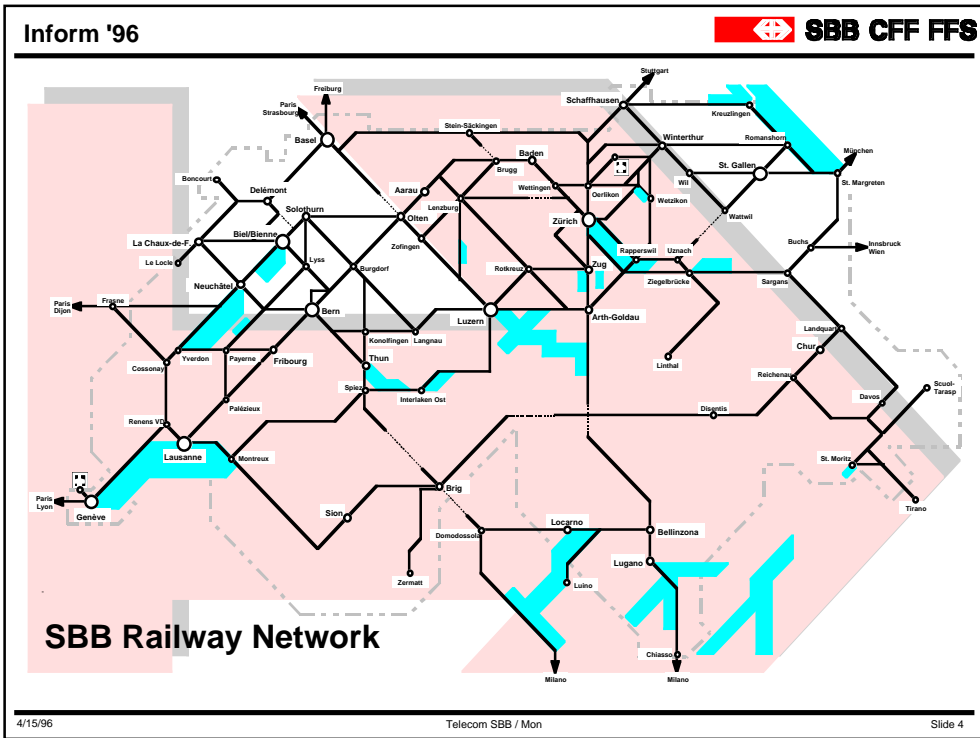 Inform '96
SBB CFF FFS
Stuttgart
Freiburg
Schaffhausen
Paris
Strasbourg
Kreuzlingen
Stein-Säckingen
Basel
Winterthur
Romanshorn
Baden
München
Brugg
St. Gallen
Boncourt
Delémont
Aarau
Wettingen
Oerlikon
Wil
St. Margreten
Lenzburg
Wetzikon
Solothurn
Olten
Zürich
Wattwil
Biel/Bienne
La Chaux-de-F.
Zofingen
Rapperswil
Uznach
Buchs
Innsbruck
Wien
Le Locle
Lyss
Burgdorf
Rotkreuz
Zug
Neuchâtel
Ziegelbrücke
Sargans
Paris
Dijon
Frasne
Bern
Luzern
Arth-Goldau
Landquart
Konolfingen
Langnau
Chur
Yverdon
Payerne
Fribourg
Thun
Linthal
Cossonay
Reichenau
Scuol-
Tarasp
Spiez
Interlaken Ost
Davos
Palézieux
Disentis
Renens VD
Lausanne
Montreux
St. Moritz
Brig
Paris
Lyon
Genève
Sion
Tirano
Locarno
Domodossola
Bellinzona
Lugano
Zermatt
Luino
SBB Railway Network
Chiasso
Milano
Milano
4/15/96
Telecom SBB / Mon
Slide 4